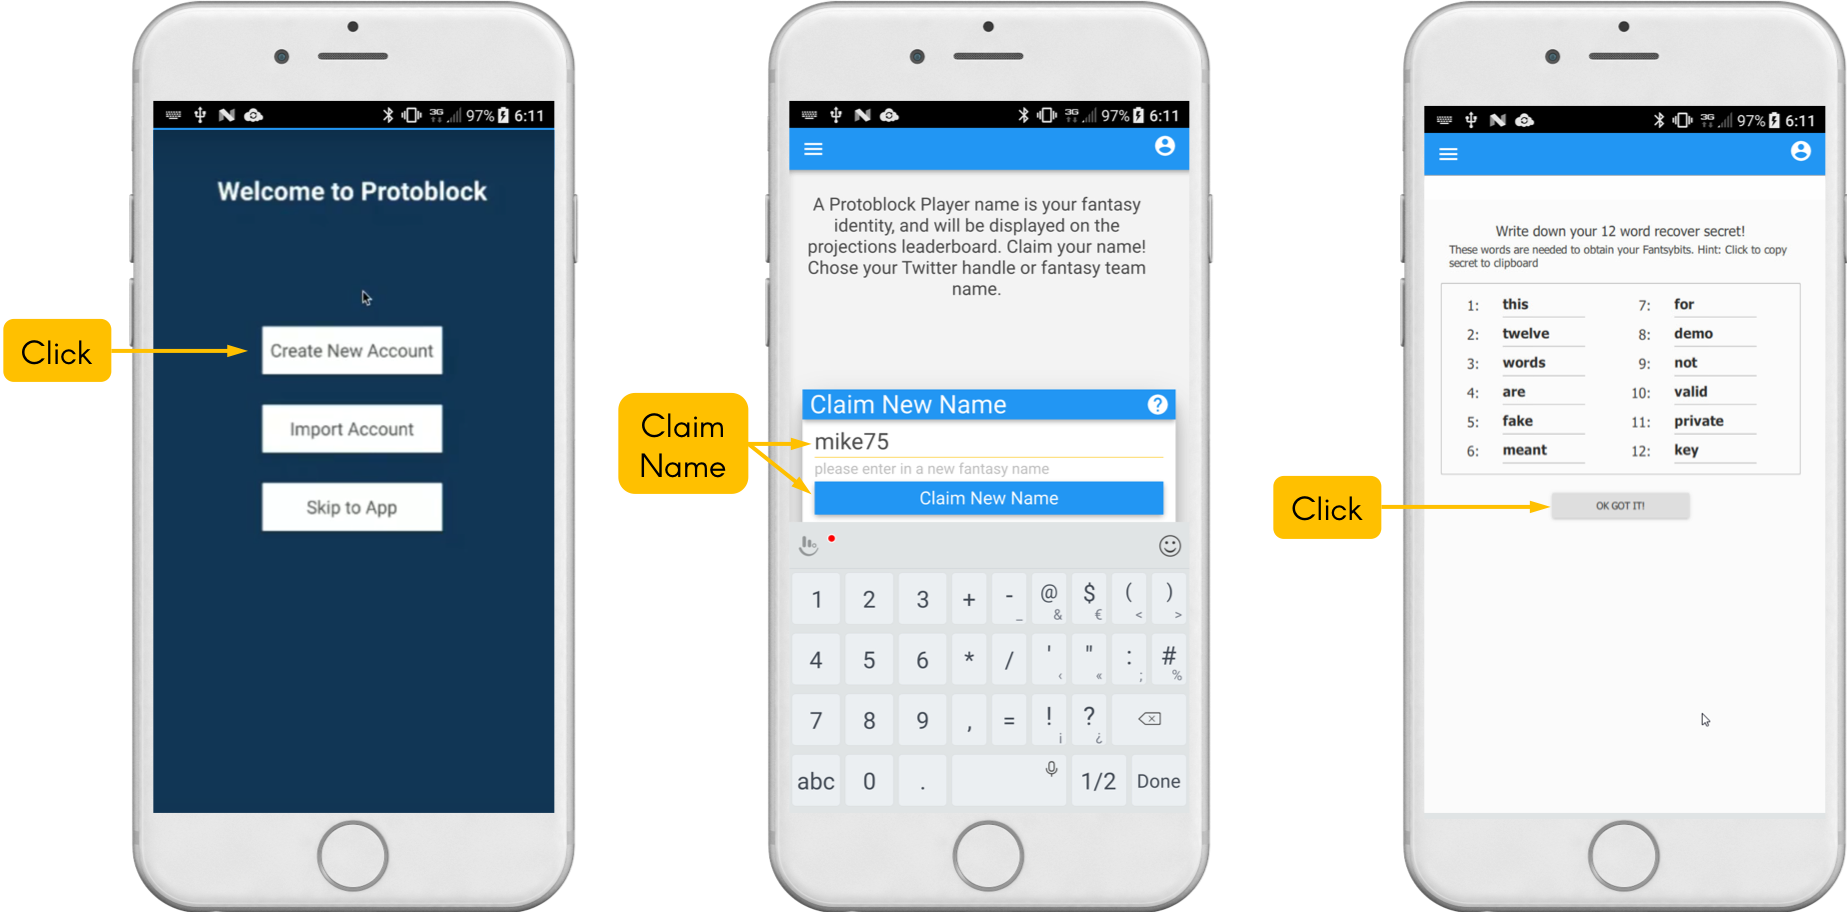 97% 6:11
Welcome to Protoblock
Click
Create New Account
Import Account
Skip to App
3G 97% 6:11
A Protoblock Player name is your fantasy
identity, and will be displayed on the
projections leaderboard. Claim your name!
Chose your Twitter handle or fantasy team
name.
Claim
Name
Claim New Name ?
mike75
please enter in a new fantasy name
Claim New Name
1 2 3 + - _ @ & $ € ( < ) >
4 5 6 * / ' ‹ " « : ; # %
7 8 9 , = ! ¡ ? ¿
abc 0 . 1/2 Done
3G 97% 6:11
Write down your 12 word recover secret!
These words are needed to obtain your Fantsybits. Hint: Click to copy
secret to clipboard
1: this
2: twelve
3: words
4: are
5: fake
6: meant
7: for
8: demo
9: not
10: valid
11: private
12: key
Click
OK GOT IT!